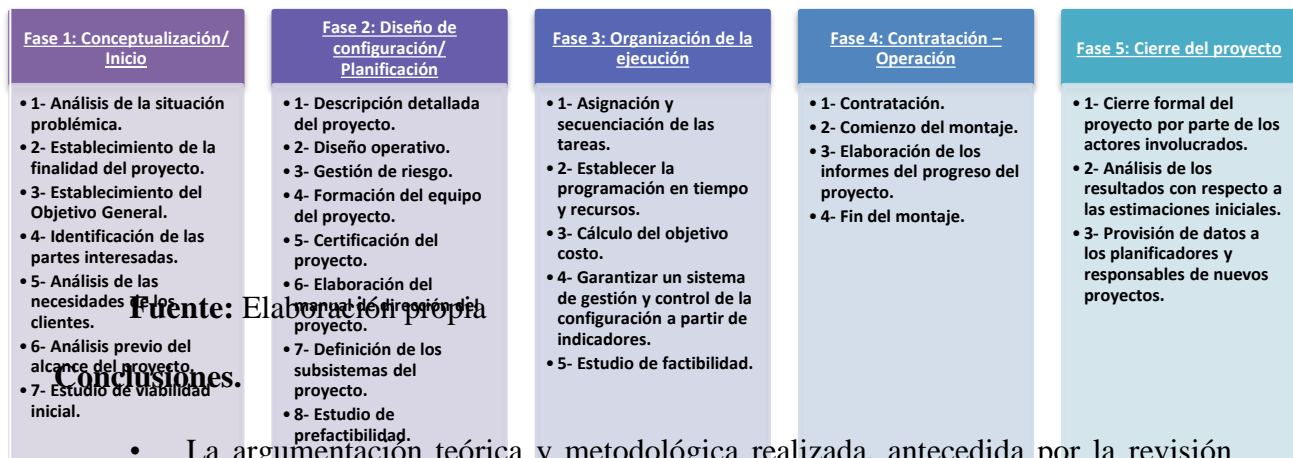 Fase 1: Conceptualización/
Inicio
• 1- Análisis de la situación
problémica.
• 2- Establecimiento de la
finalidad del proyecto.
• 3- Establecimiento del
Objetivo General.
• 4- Identificación de las
partes interesadas.
• 5- Análisis de las
necesidades de los
clientes.
• 6- Análisis previo del
alcance del proyecto.
• 7- Estudio de viabilidad
inicial.
Fase 2: Diseño de
configuración/
Planificación
• 1- Descripción detallada
del proyecto.
• 2- Diseño operativo.
• 3- Gestión de riesgo.
• 4- Formación del equipo
del proyecto.
• 5- Certificación del
proyecto.
• 6- Elaboración del
manual de dirección del
proyecto.
• 7- Definición de los
subsistemas del
proyecto.
• 8- Estudio de
prefactibilidad.
Fase 3: Organización de la
ejecución
• 1- Asignación y
secuenciación de las
tareas.
• 2- Establecer la
programación en tiempo
y recursos.
• 3- Cálculo del objetivo
costo.
• 4- Garantizar un sistema
de gestión y control de la
configuración a partir de
indicadores.
• 5- Estudio de factibilidad.
Fase 4: Contratación –
Operación
• 1- Contratación.
• 2- Comienzo del montaje.
• 3- Elaboración de los
informes del progreso del
proyecto.
• 4- Fin del montaje.
Fase 5: Cierre del proyecto
• 1- Cierre formal del
proyecto por parte de los
actores involucrados.
• 2- Análisis de los
resultados con respecto a
las estimaciones iniciales.
• 3- Provisión de datos a
los planificadores y
responsables de nuevos
proyectos.
Fuente: Elaboración propia
Conclusiones.
• La argumentación teórica y metodológica realizada, antecedida por la revisión